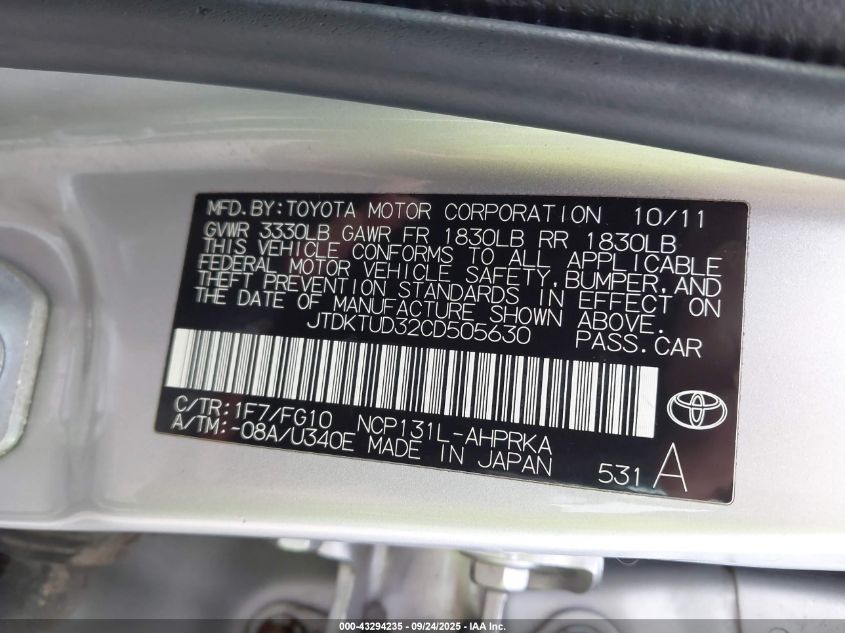 MFD.BY:TOYOTA MOTOR CORPORATION 10/11
GVWR 3330LB GAWR FR 1830LB RR 1830LB
THIS VEHICLE CONFORMS TO ALL APPLICABLE
FEDERAL MOTOR VEHICLE SAFETY,BUMPER,AND
THEFT PREVENTION STANDARDS IN EFFECT ON
THE DATE OF MANUFACTURE SHOWN ABOVE.
JTDKTUD32CD505630 PASS.CAR
C/TR:1F7/FG10 NCP131L-AHPRKA
A/TM:-08A/U340E MADE IN JAPAN 531 A
000-43294235 - 09/24/2025 - IAA Inc.